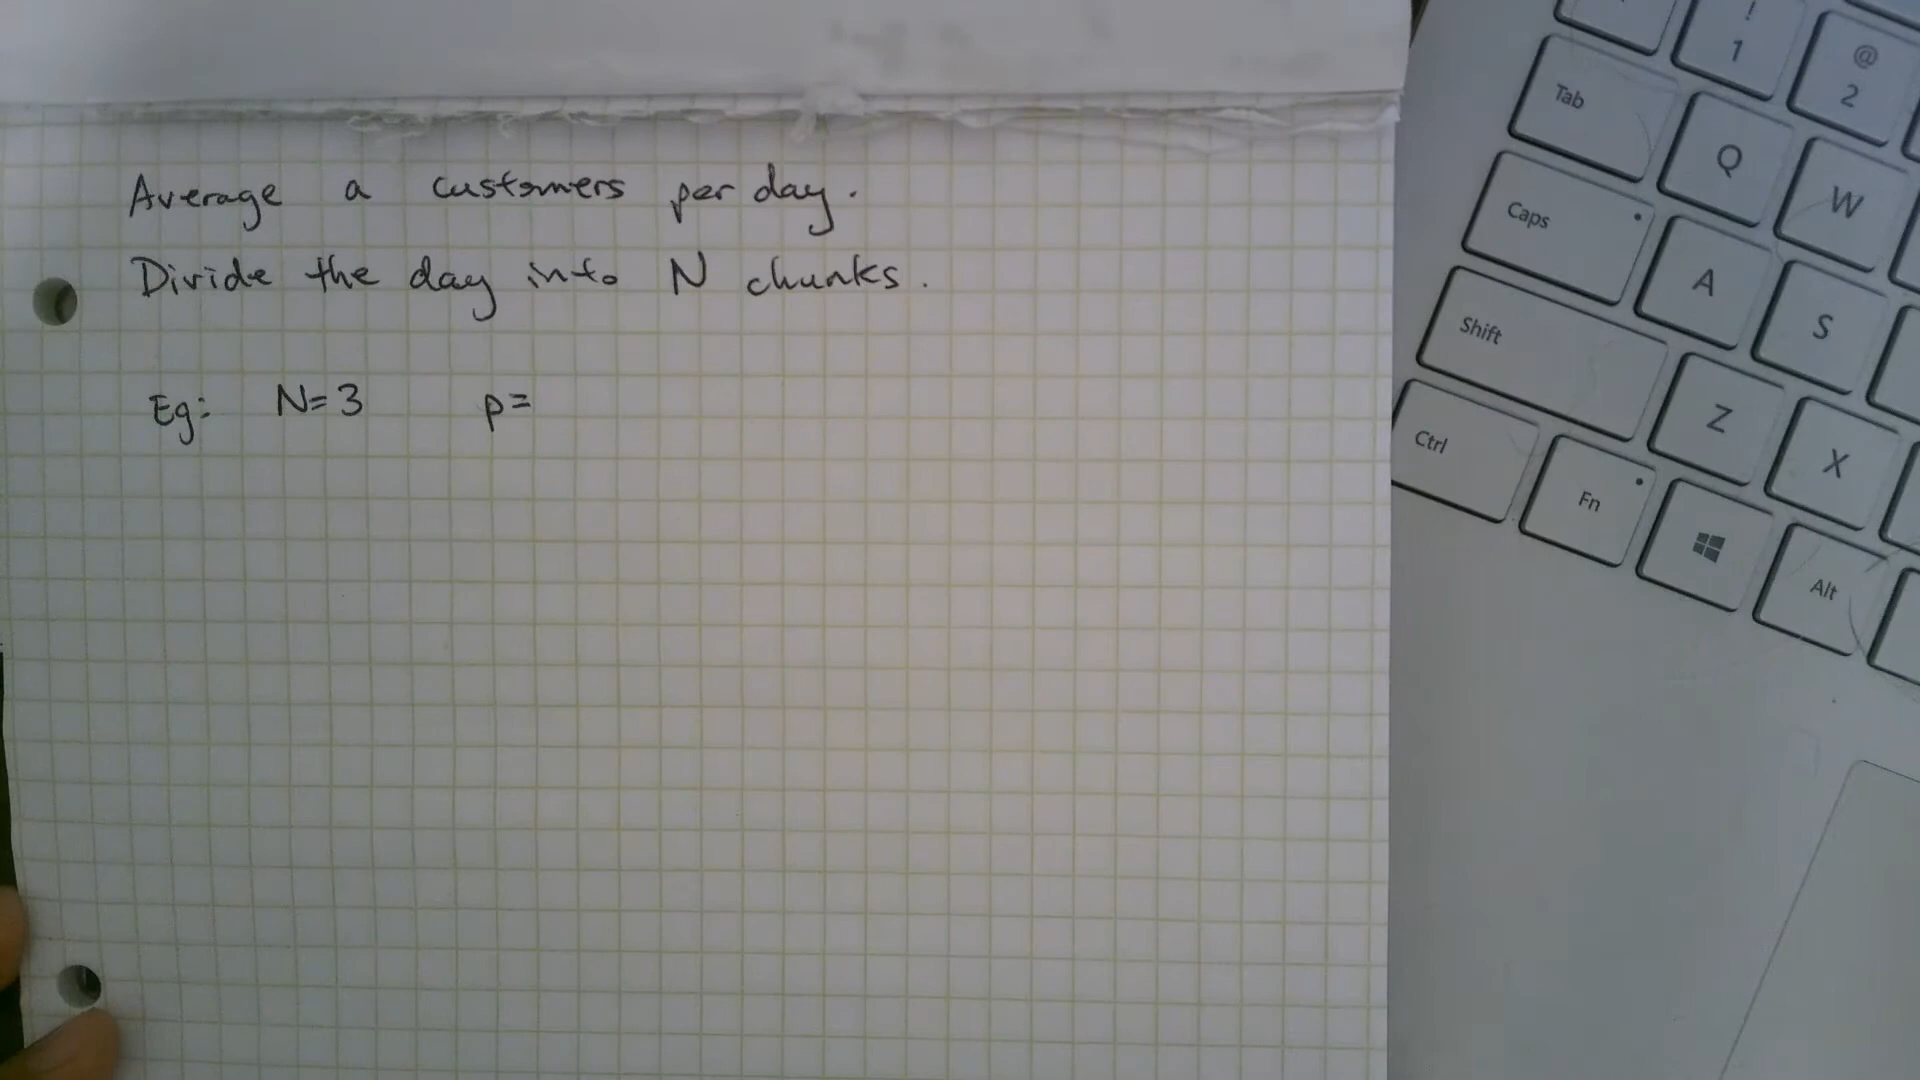 Average a customers per day.
Divide the day into N chunks.
Eg: N=3 p=
! 1
@ 2
Tab Q W
Caps A S
Shift Z X
Ctrl Fn Alt